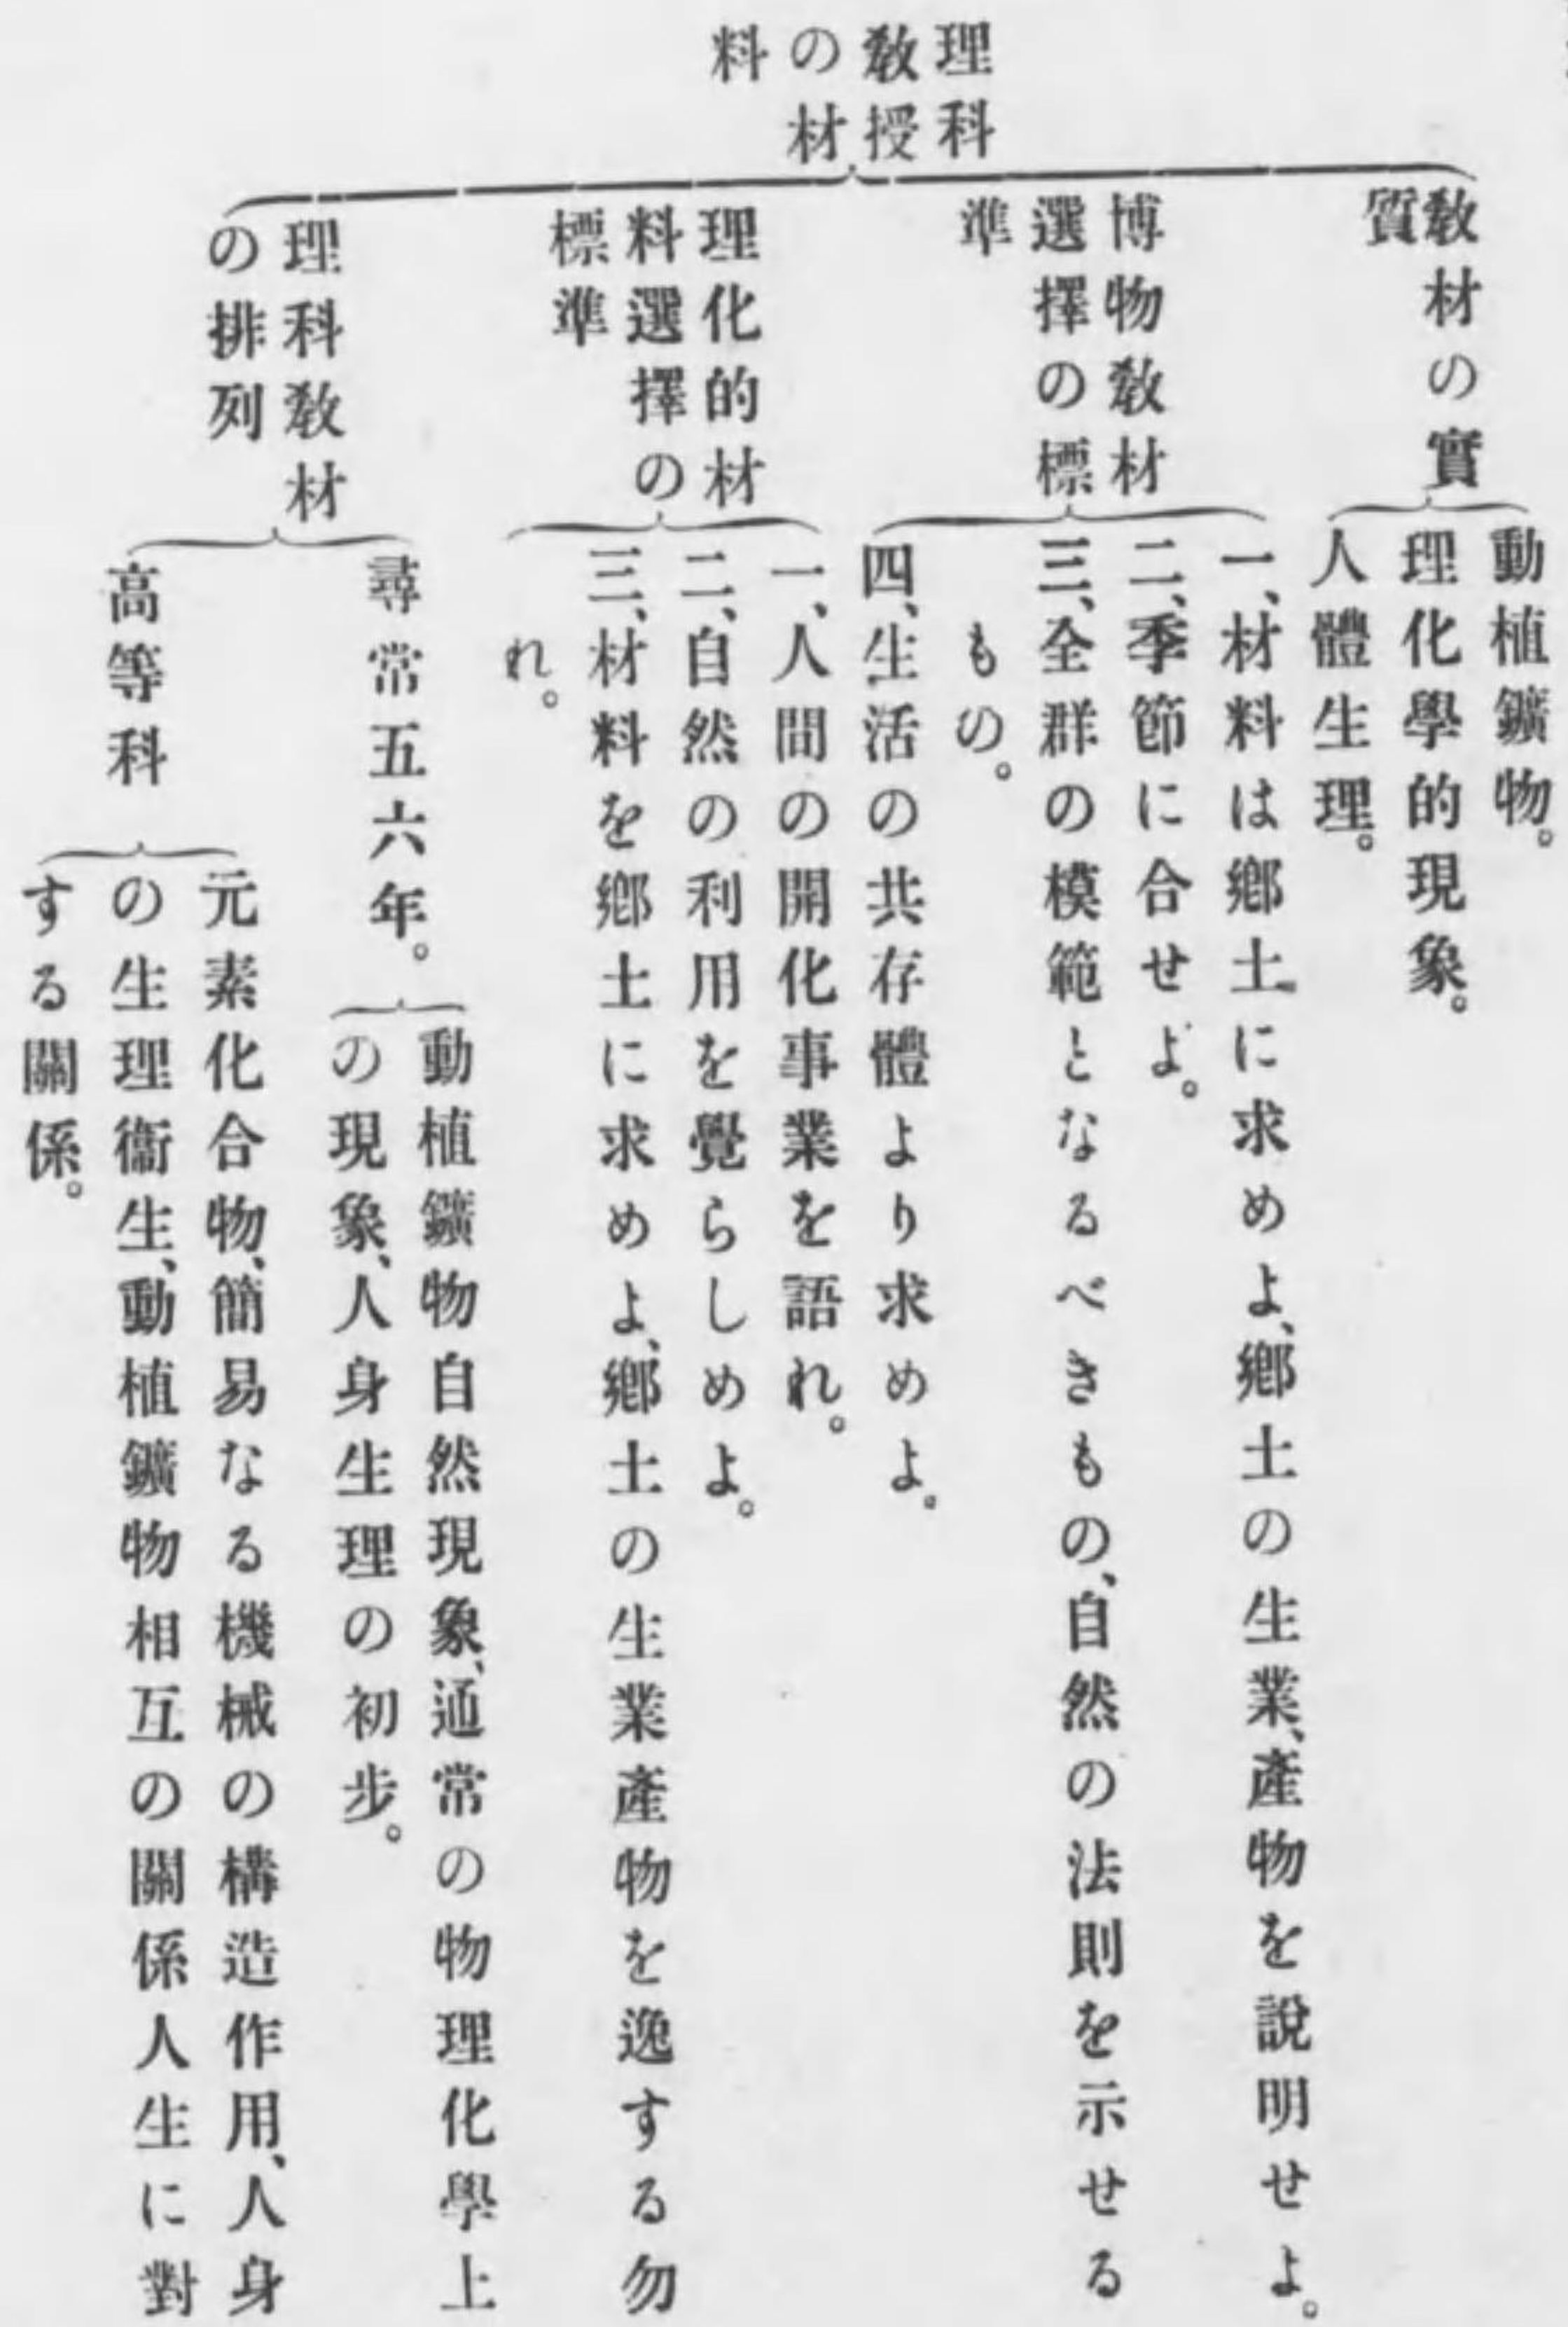 理科
教授
の材
料
教材の實
質
動植鑛物。
理化學的現象。
人體生理。
博物教材
選擇の標
準
一、材料は鄕土に求めよ、鄕土の生業、產物を說明せよ。
二、季節に合せよ。
三、全群の模範となるべきもの、自然の法則を示せる
もの。
四、生活の共存體より求めよ。
理化的材
料選擇の
標準
一、人間の開化事業を語れ。
二、自然の利用を覺らしめよ。
三、材料を鄕土に求めよ、鄕土の生業產物を逸する勿
れ。
理科教材
の排列
尋常五六年。
動植鑛物自然現象、通常の物理化學上
の現象、人身生理の初步。
高等科
元素化合物、簡易なる機械の構造作用、人身
の生理衞生、動植鑛物相互の關係人生に對
する關係。